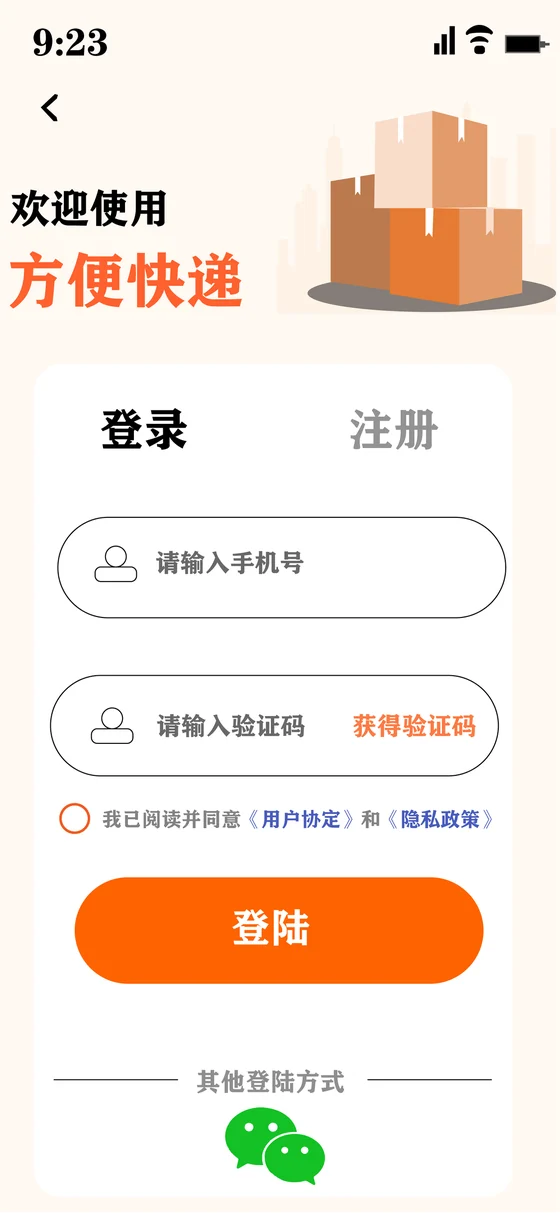 9:23
欢迎使用
方便快递
登录 注册
请输入手机号
请输入验证码 获得验证码
我已阅读并同意《用户协定》和《隐私政策》
登陆
其他登陆方式